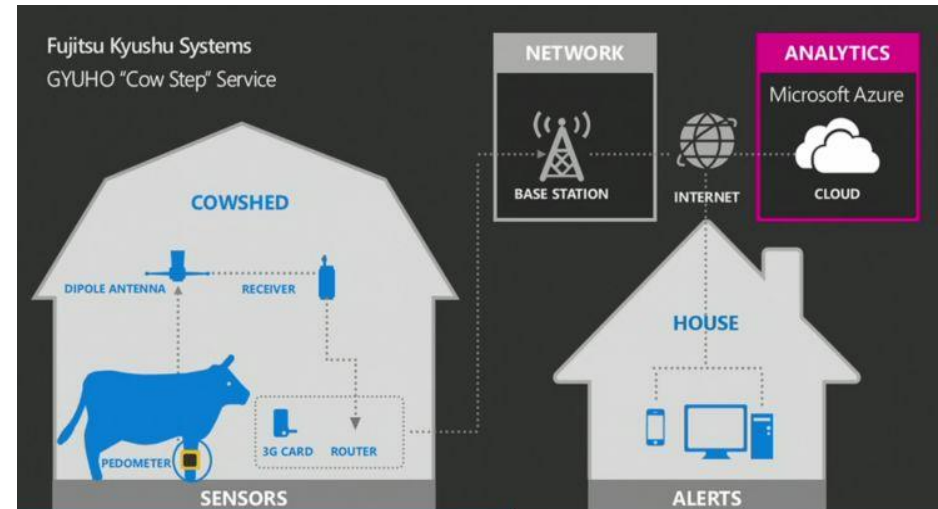 Fujitsu Kyushu Systems
GYUHO “Cow Step” Service
NETWORK
BASE STATION
INTERNET
ANALYTICS
Microsoft Azure
CLOUD
COWSHED
DIPOLE ANTENNA
RECEIVER
PEDOMETER
3G CARD
ROUTER
SENSORS
HOUSE
ALERTS